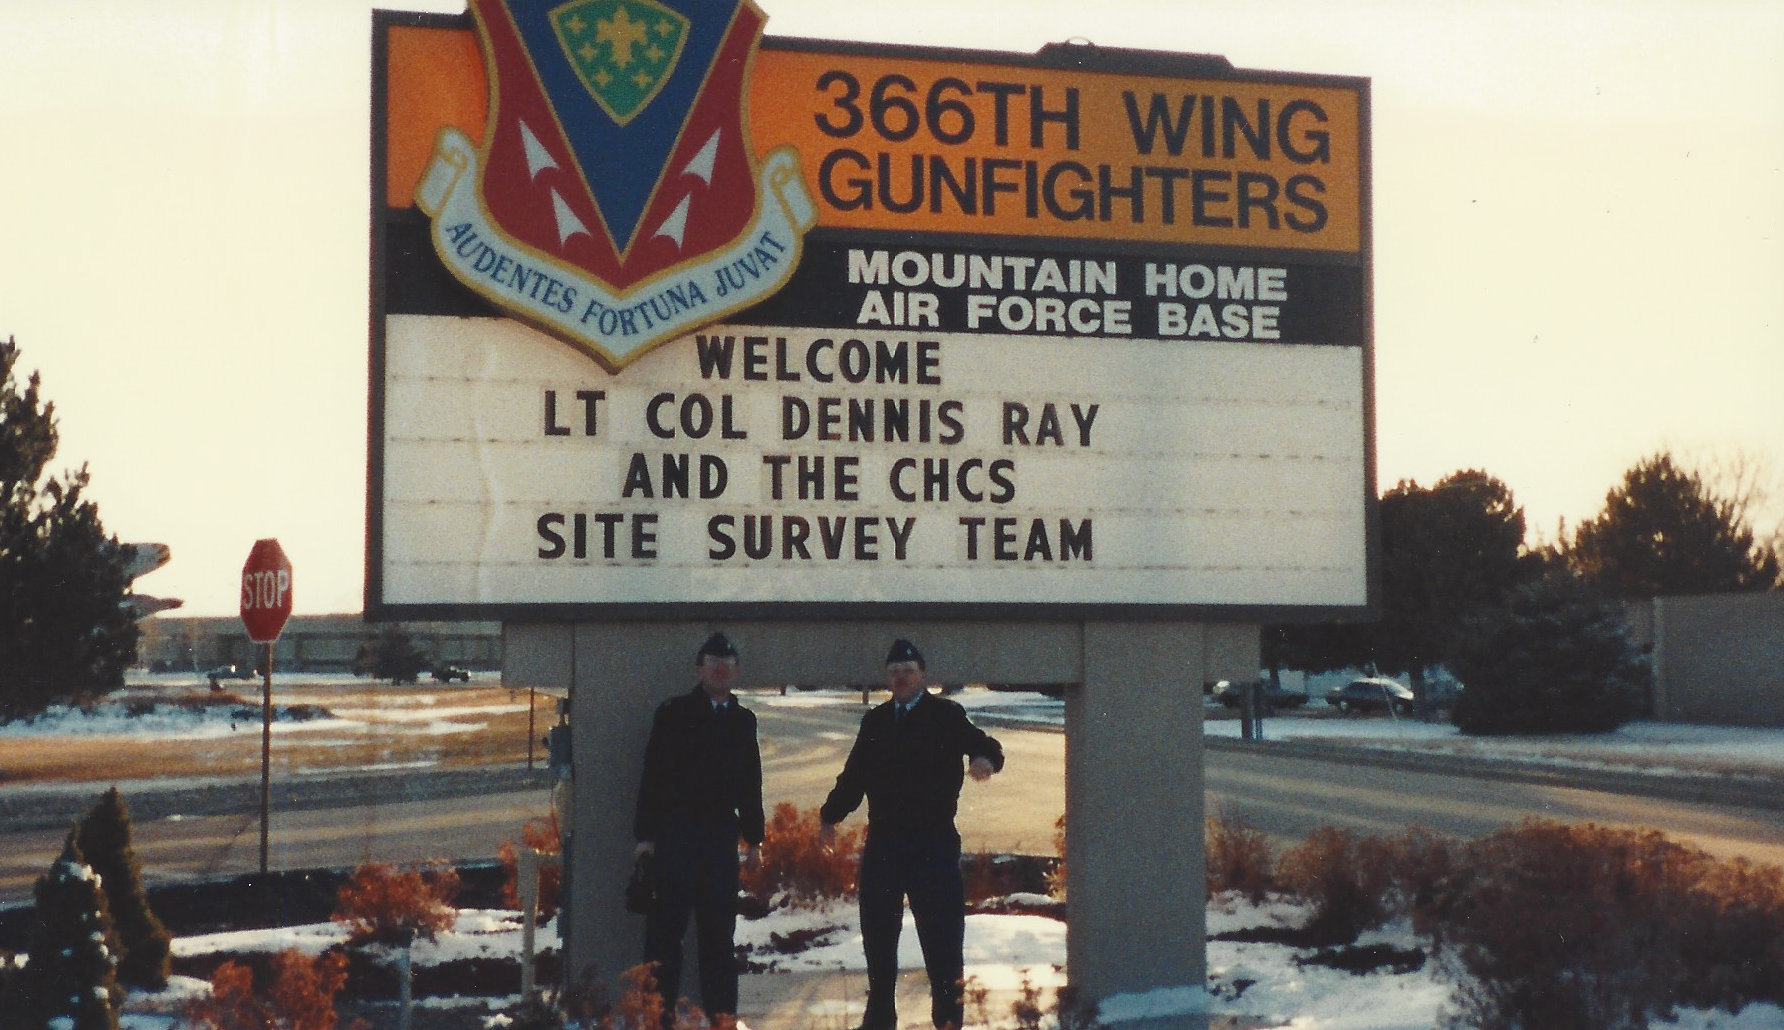 366TH WING
GUNFIGHTERS
AUDENTES FORTUNA JUVAT
MOUNTAIN HOME
AIR FORCE BASE
WELCOME
LT COL DENNIS RAY
AND THE CHCS
SITE SURVEY TEAM
STOP